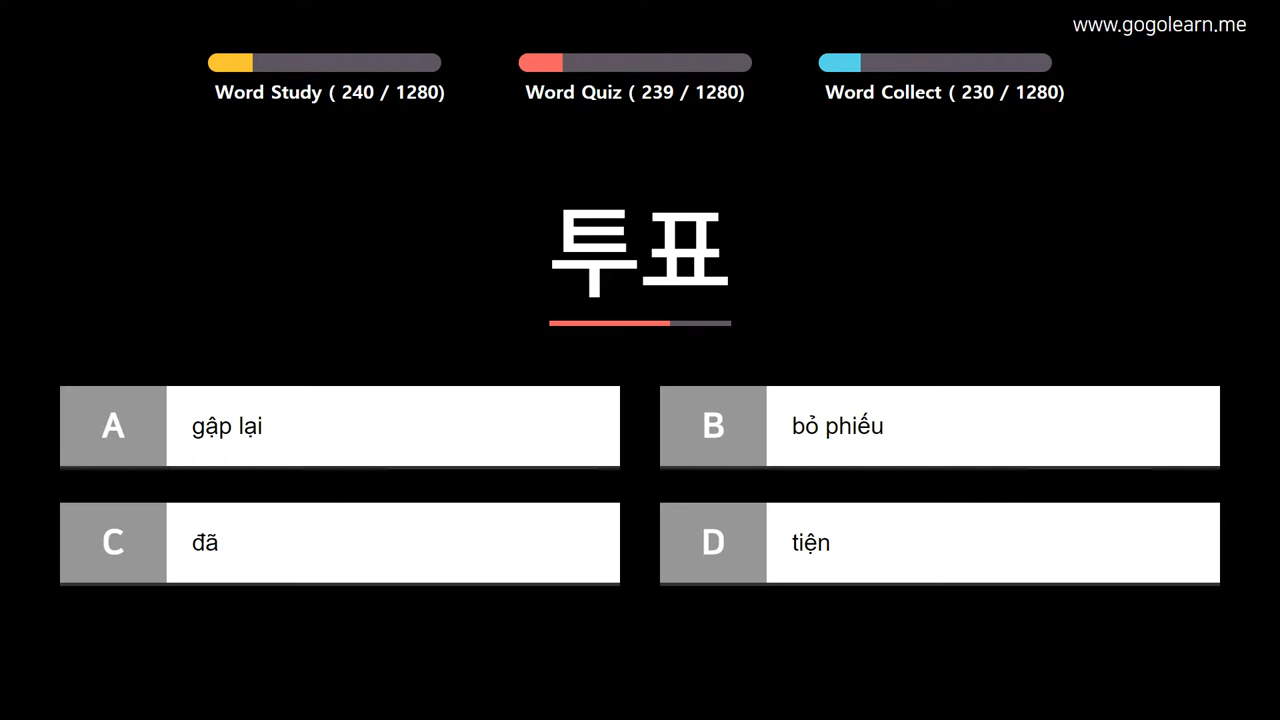 www.gogolearn.me
Word Study ( 240 / 1280)
Word Quiz ( 239 / 1280)
Word Collect ( 230 / 1280)
투표
A gập lại
B bỏ phiếu
C đã
D tiện